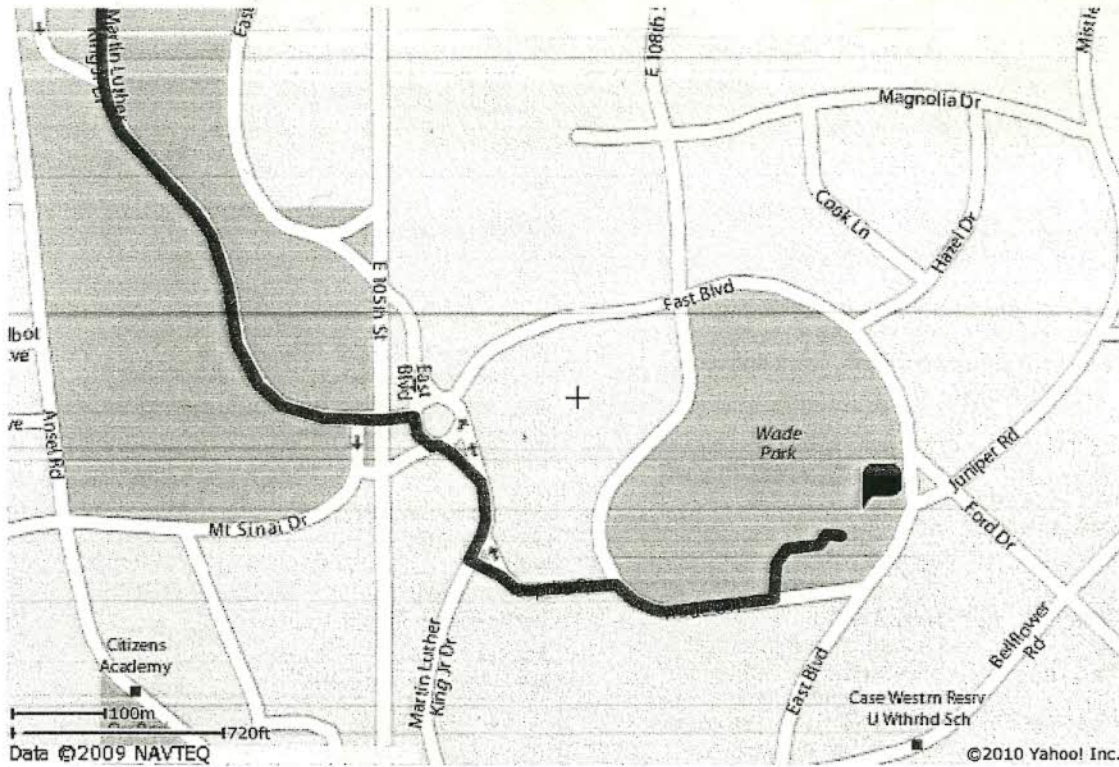 Martin Luther
King Jr Dr
E 108th
Magnolia Dr
Cook Ln
Hazel Dr
E 105th St
East Blvd
East
Blvd
Ansel Rd
Wade
Park
Juniper Rd
Ford Dr
Mt Sinai Dr
Bellflower
Rd
Citizens
Academy
Martin Luther
King Jr Dr
East Blvd
Case Westrn Resrv
U Wthrhd Sch
100m
720ft
Data ©2009 NAVTEQ
©2010 Yahoo! Inc